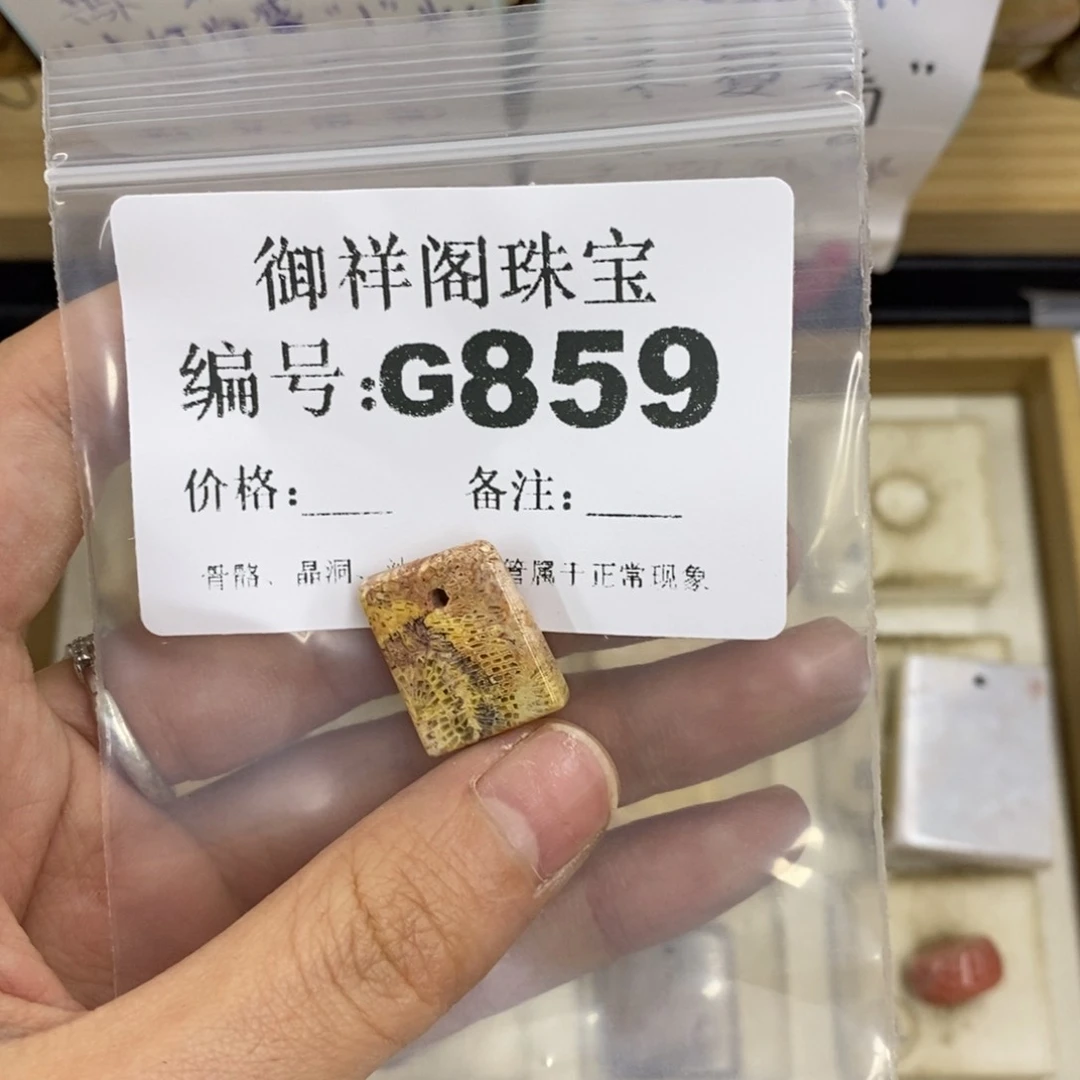 御祥阁珠宝
编号:G859
价格:____ 备注:____
骨骼、晶洞、 管属于正常现象